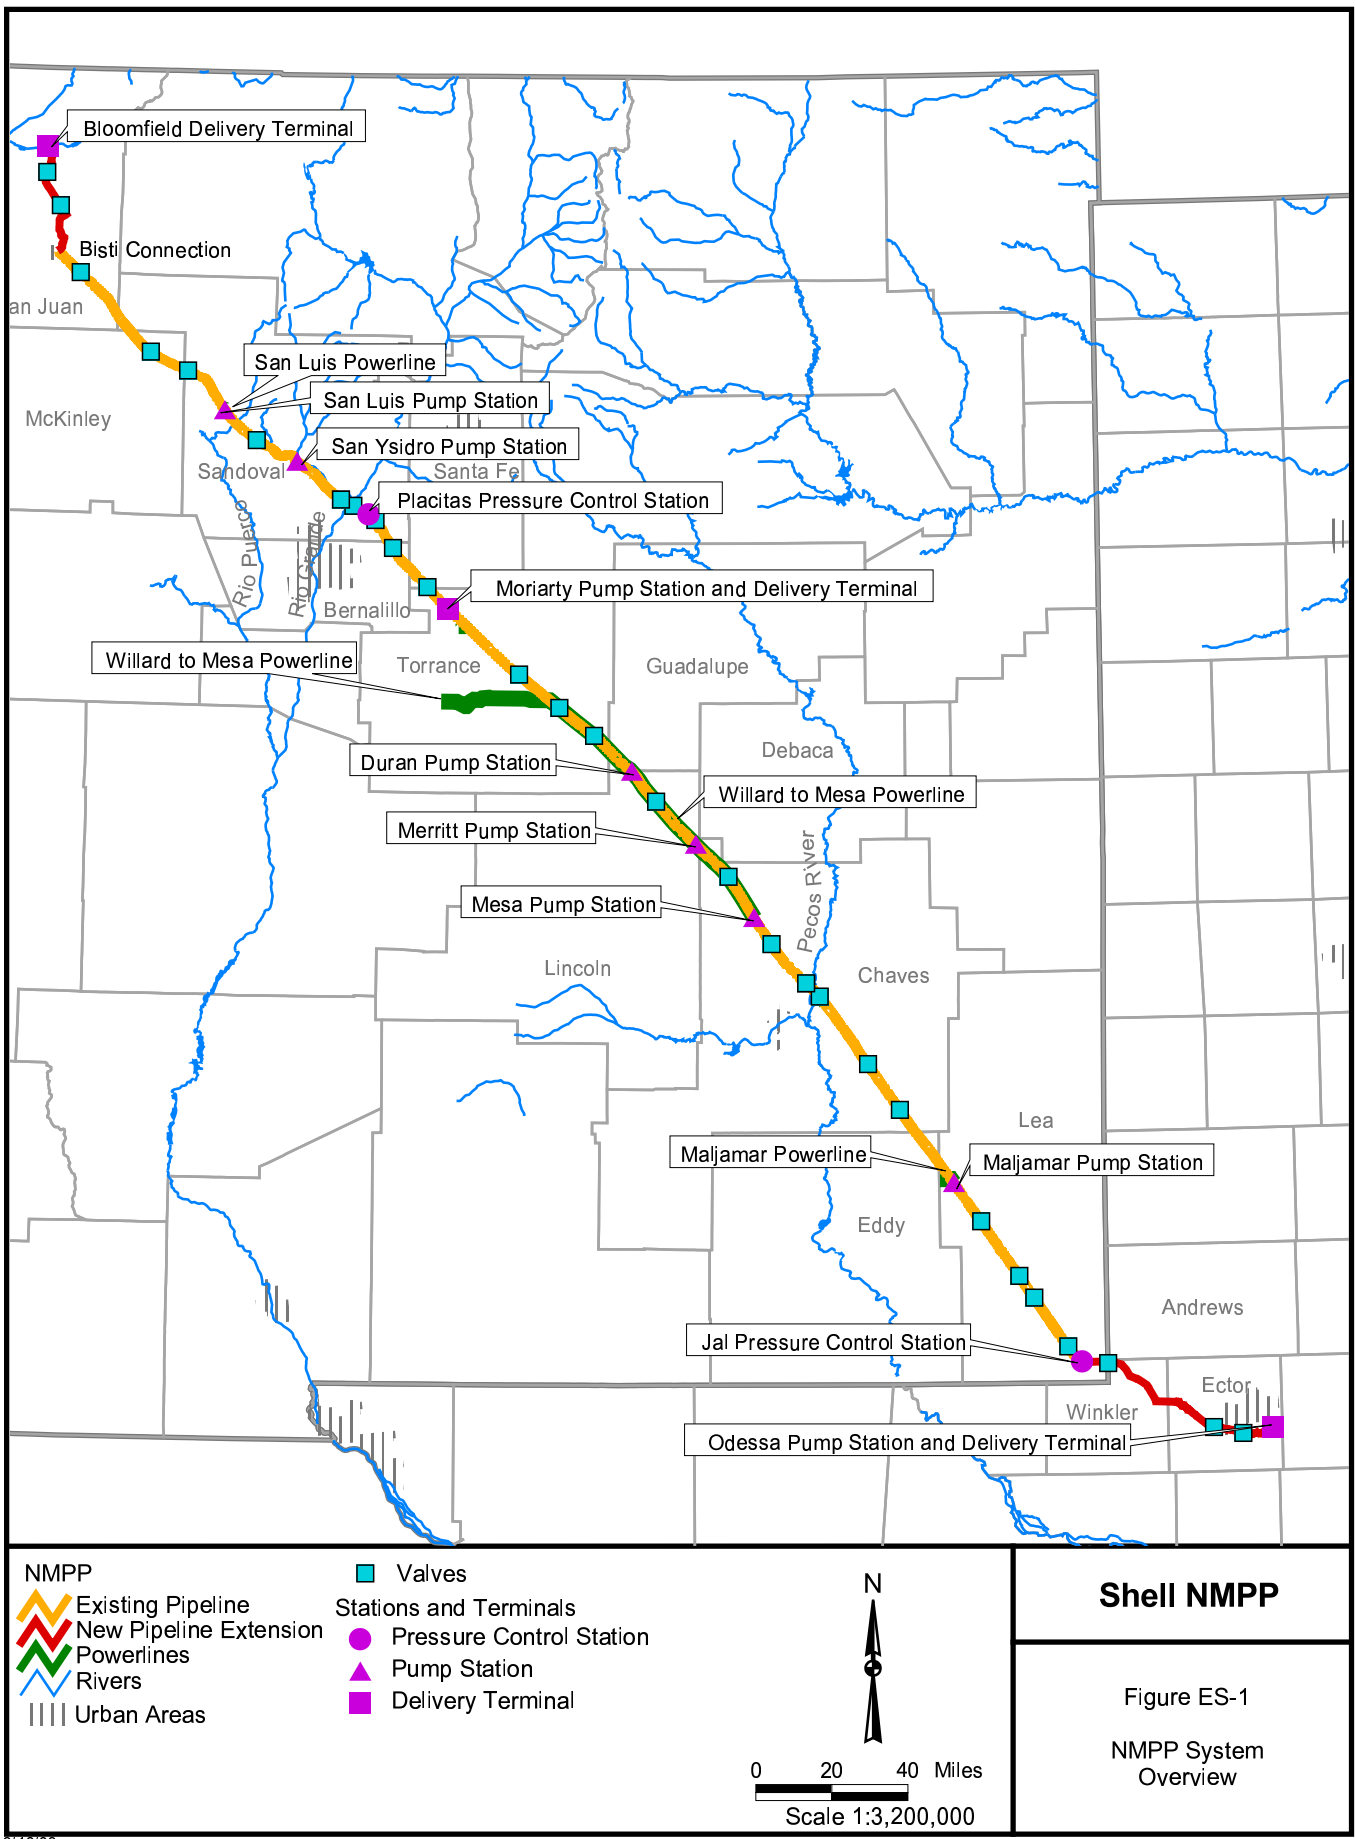 Bloomfield Delivery Terminal
Bisti Connection
an Juan
San Luis Powerline
San Luis Pump Station
McKinley
San Ysidro Pump Station
Sandoval
Santa Fe
Placitas Pressure Control Station
Rio Puerco
Rio Grande
Moriarty Pump Station and Delivery Terminal
Bernalillo
Willard to Mesa Powerline
Torrance
Guadalupe
Debaca
Duran Pump Station
Willard to Mesa Powerline
Merritt Pump Station
Pecos River
Mesa Pump Station
Lincoln
Chaves
Lea
Maljamar Powerline
Maljamar Pump Station
Eddy
Andrews
Jal Pressure Control Station
Ector
Winkler
Odessa Pump Station and Delivery Terminal
NMPP
Existing Pipeline
New Pipeline Extension
Powerlines
Rivers
Urban Areas
Valves
Stations and Terminals
Pressure Control Station
Pump Station
Delivery Terminal
N
0 20 40 Miles
Scale 1:3,200,000
Shell NMPP
Figure ES-1
NMPP System
Overview